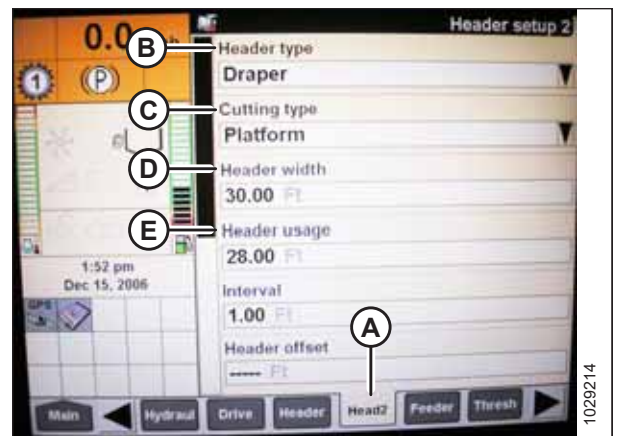 0.0
Header setup 2
B
Header type
Draper
1
(P)
C
Cutting type
Platform
D
Header width
30.00 Ft
E
Header usage
28.00 Ft
1:52 pm
Dec 15, 2006
Interval
1.00 Ft
GPS
A
Header offset
----- Ft
Main
Hydraul
Drive
Header
Head2
Feeder
Thresh
1029214